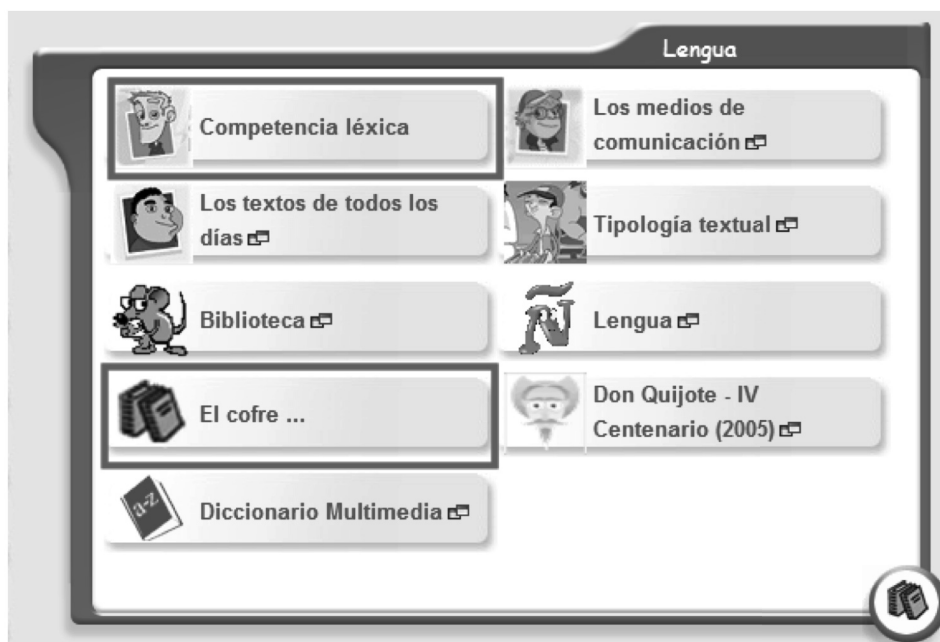 Lengua
Competencia léxica
Los medios de
comunicación
Los textos de todos los
días
Tipología textual
Biblioteca
Ñ
Lengua
El cofre ...
Don Quijote - IV
Centenario (2005)
a-z
Diccionario Multimedia